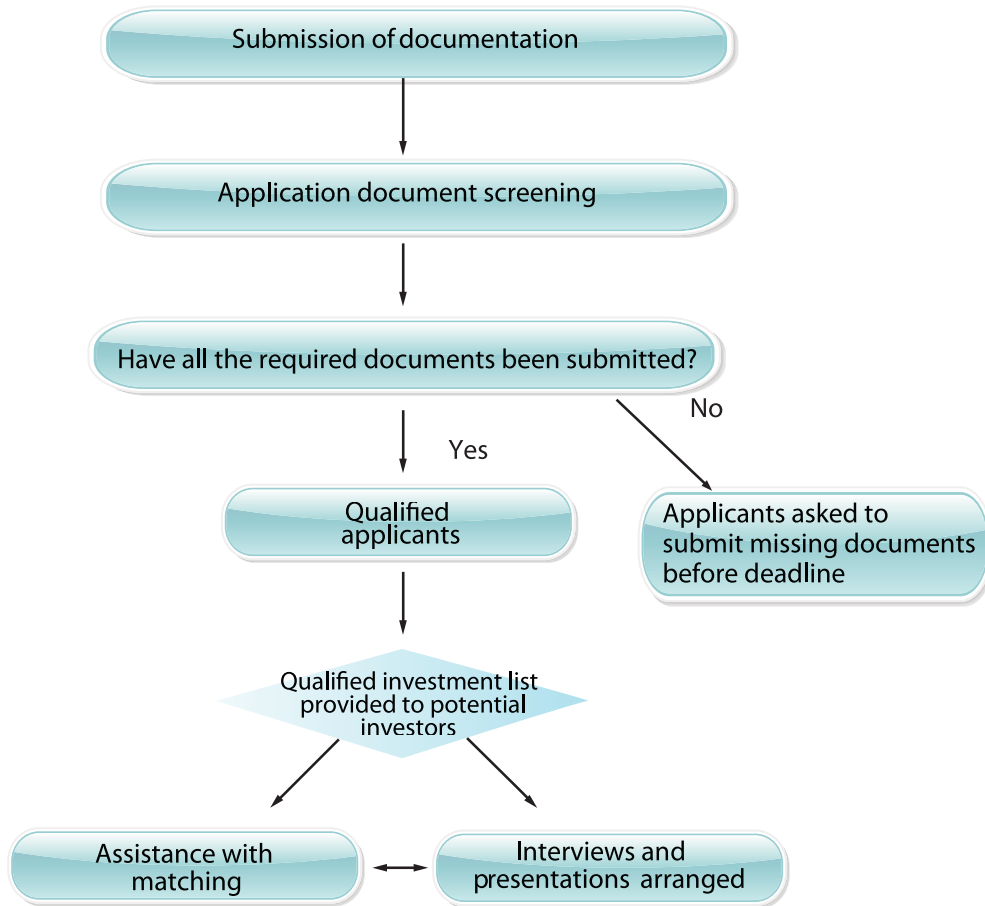 Submission of documentation
Application document screening
Have all the required documents been submitted?
No
Yes
Qualified
applicants
Applicants asked to
submit missing documents
before deadline
Qualified investment list
provided to potential
investors
Assistance with
matching
Interviews and
presentations arranged